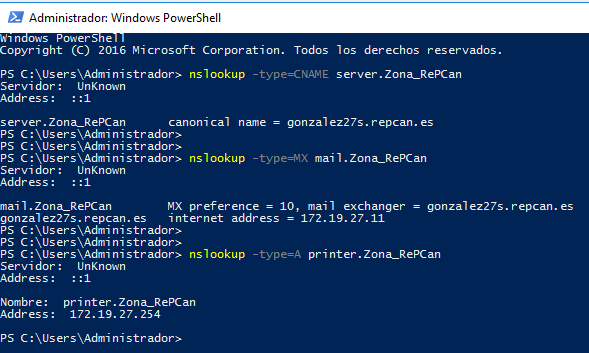 Administrador: Windows PowerShell
Windows PowerShell
Copyright (C) 2016 Microsoft Corporation. Todos los derechos reservados.
PS C:\Users\Administrador> nslookup -type=CNAME server.Zona_RePCan
Servidor:  UnKnown
Address:  ::1
server.Zona_RePCan      canonical name = gonzalez27s.repcan.es
PS C:\Users\Administrador>
PS C:\Users\Administrador>
PS C:\Users\Administrador> nslookup -type=MX mail.Zona_RePCan
Servidor:  UnKnown
Address:  ::1
mail.Zona_RePCan        MX preference = 10, mail exchanger = gonzalez27s.repcan.es
gonzalez27s.repcan.es   internet address = 172.19.27.11
PS C:\Users\Administrador>
PS C:\Users\Administrador>
PS C:\Users\Administrador> nslookup -type=A printer.Zona_RePCan
Servidor:  UnKnown
Address:  ::1
Nombre:  printer.Zona_RePCan
Address:  172.19.27.254
PS C:\Users\Administrador>